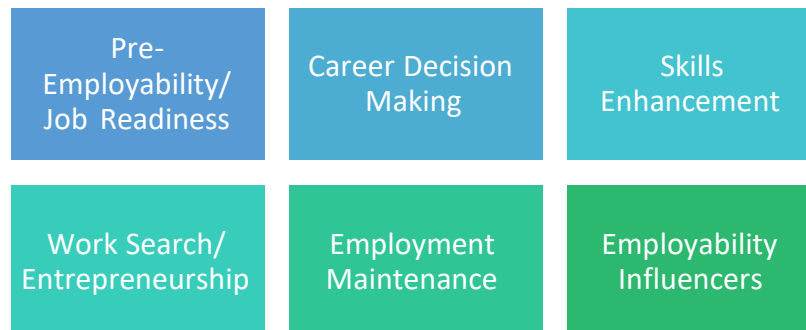 Pre-
Employability/
Job Readiness
Career Decision
Making
Skills
Enhancement
Work Search/
Entrepreneurship
Employment
Maintenance
Employability
Influencers